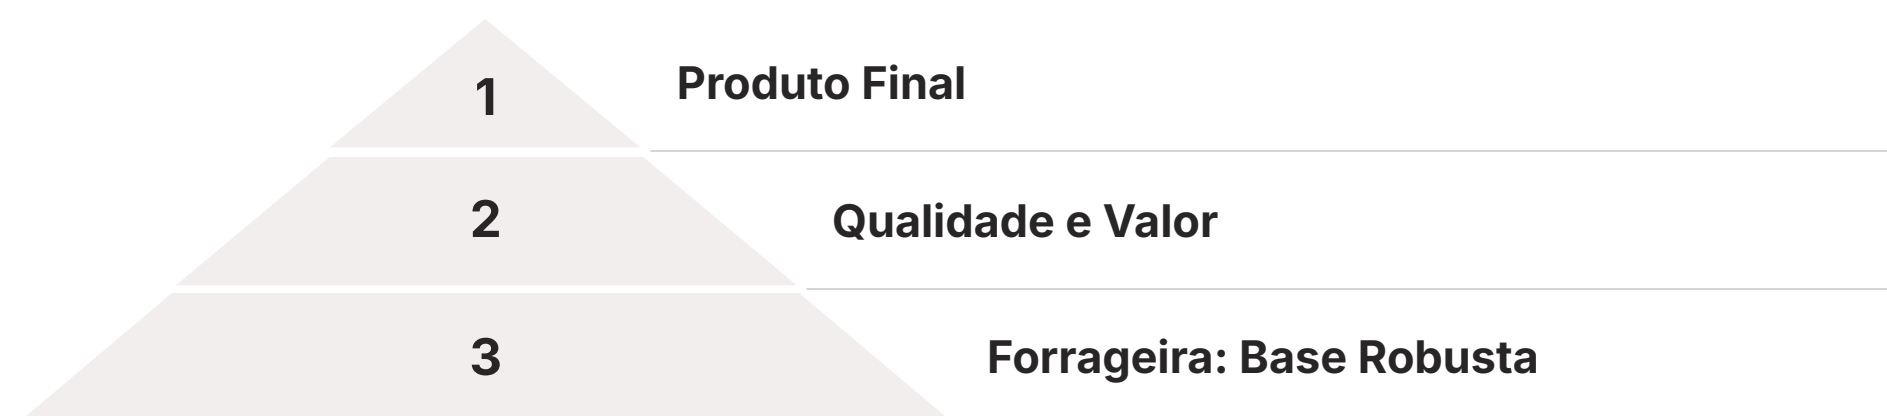 1
Produto Final
2
Qualidade e Valor
3
Forrageira: Base Robusta